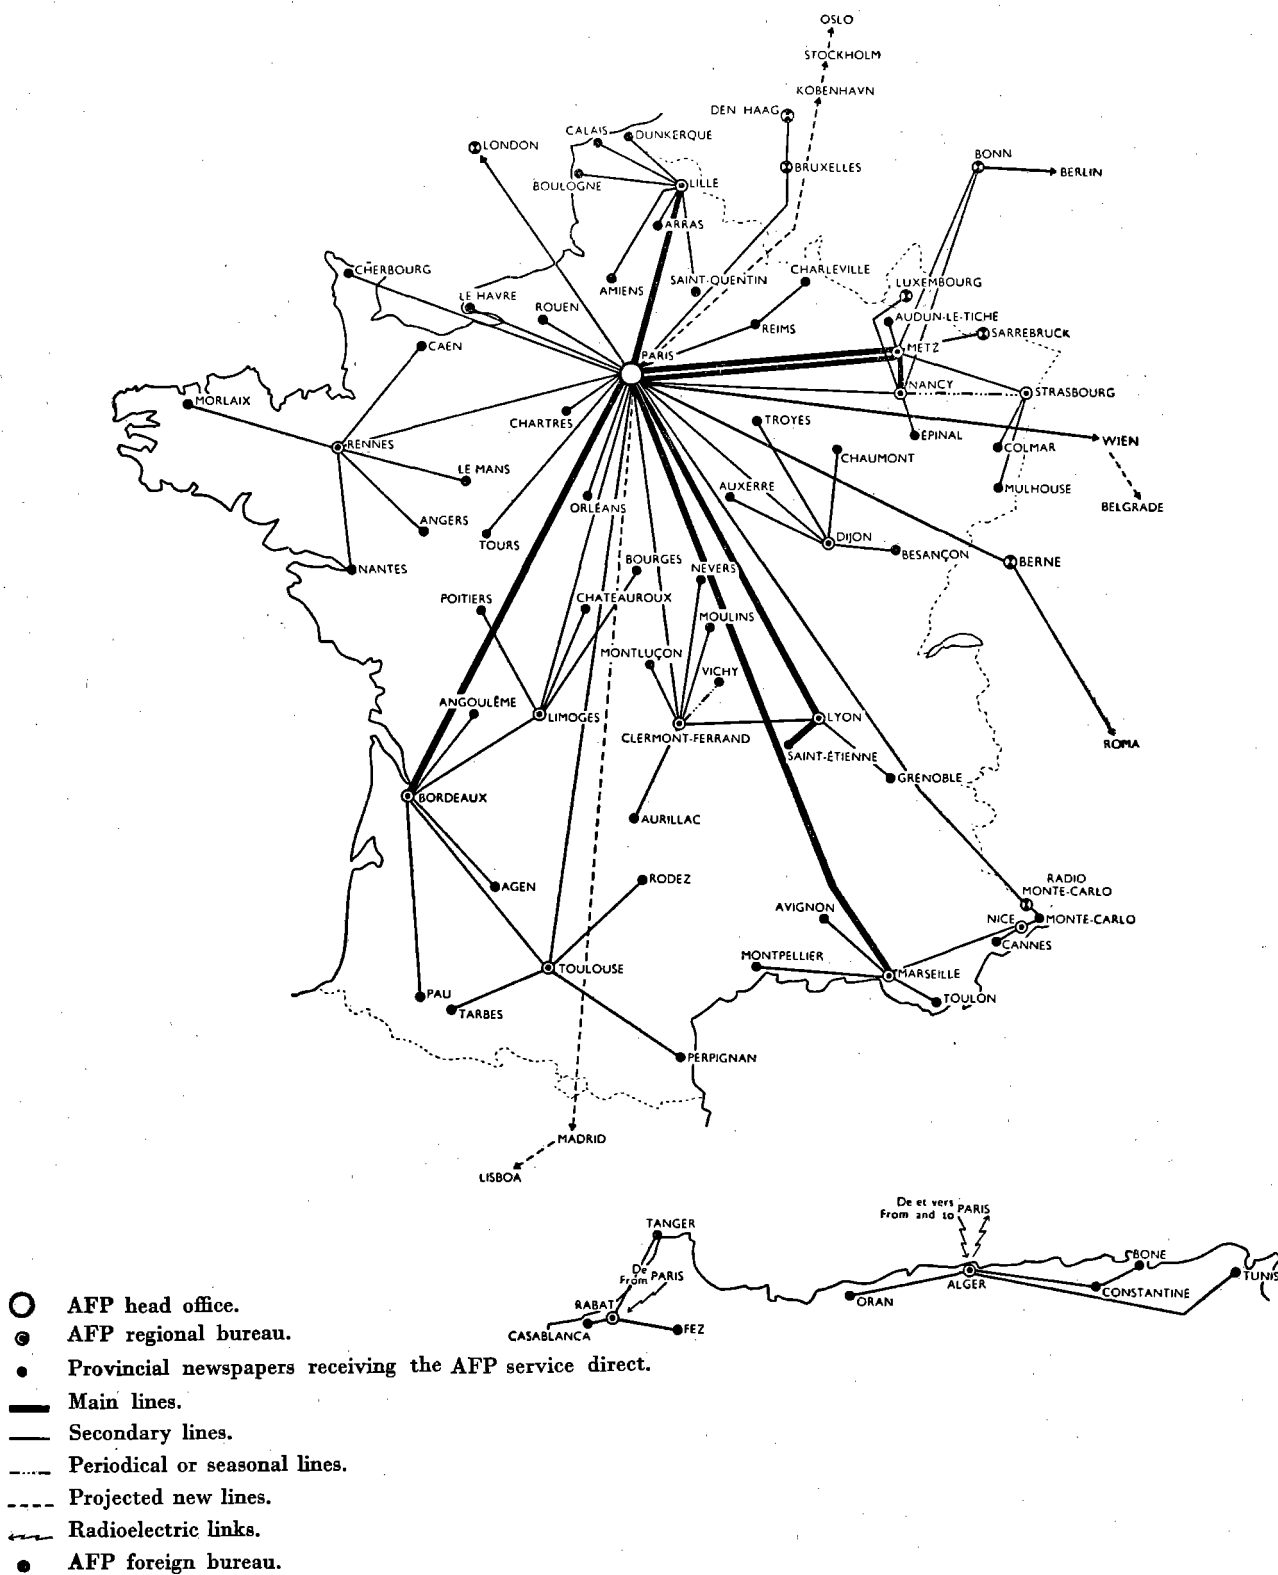 OSLO
STOCKHOLM
KOBENHAVN
DEN HAAG
CALAIS
DUNKERQUE
LONDON
BONN
BRUXELLES
BERLIN
BOULOGNE
LILLE
ARRAS
CHERBOURG
AMIENS
SAINT-QUENTIN
CHARLEVILLE
LUXEMBOURG
LE HAVRE
ROUEN
AUDUN-LE-TICHE
REIMS
SARREBRUCK
CAEN
PARIS
METZ
NANCY
STRASBOURG
MORLAIX
CHARTRES
TROYES
RENNES
ÉPINAL
WIEN
COLMAR
CHAUMONT
LE MANS
AUXERRE
MULHOUSE
ORLÉANS
BELGRADE
ANGERS
TOURS
DIJON
BESANÇON
NANTES
BOURGES
NEVERS
BERNE
POITIERS
CHATEAUROUX
MOULINS
MONTLUÇON
VICHY
ANGOULÊME
LIMOGES
LYON
CLERMONT-FERRAND
ROMA
SAINT-ÉTIENNE
GRENOBLE
BORDEAUX
AURILLAC
AGEN
RODEZ
RADIO
MONTE-CARLO
AVIGNON
NICE
MONTE-CARLO
CANNES
MONTPELLIER
TOULOUSE
MARSEILLE
PAU
TOULON
TARBES
PERPIGNAN
MADRID
LISBOA
De et vers
From and to PARIS
TANGER
BONE
De
From PARIS
TUNIS
ALGER
CONSTANTINE
ORAN
RABAT
CASABLANCA
FEZ
AFP head office.
AFP regional bureau.
Provincial newspapers receiving the AFP service direct.
Main lines.
Secondary lines.
Periodical or seasonal lines.
Projected new lines.
Radioelectric links.
AFP foreign bureau.